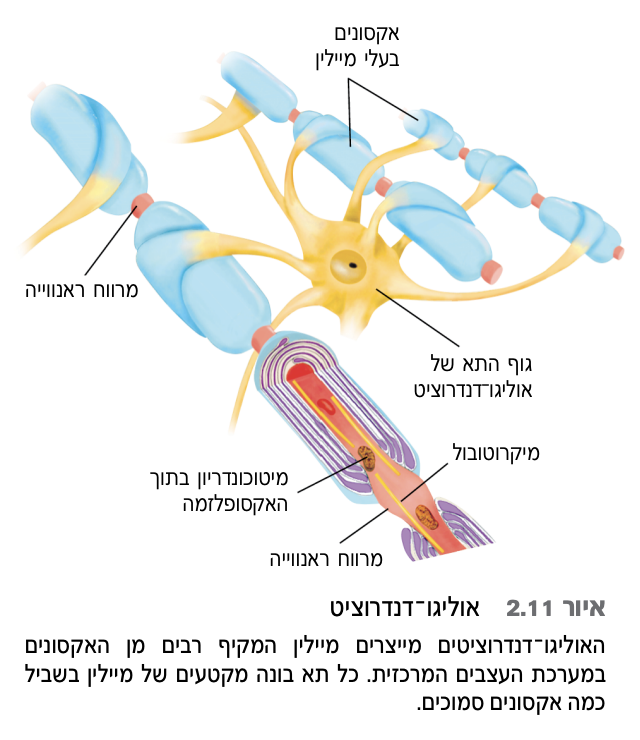 אקסונים
בעלי מיילין
מרווח ראנווייה
גוף התא של
אוליגו־דנדרוציט
מיקרוטובול
מיטוכונדריון בתוך
האקסופלזמה
מרווח ראנווייה
איור 2.11 אוליגו־דנדרוציט
האוליגו־דנדרוציטים מייצרים מיילין המקיף רבים מן האקסונים
במערכת העצבים המרכזית. כל תא בונה מקטעים של מיילין בשביל
כמה אקסונים סמוכים.